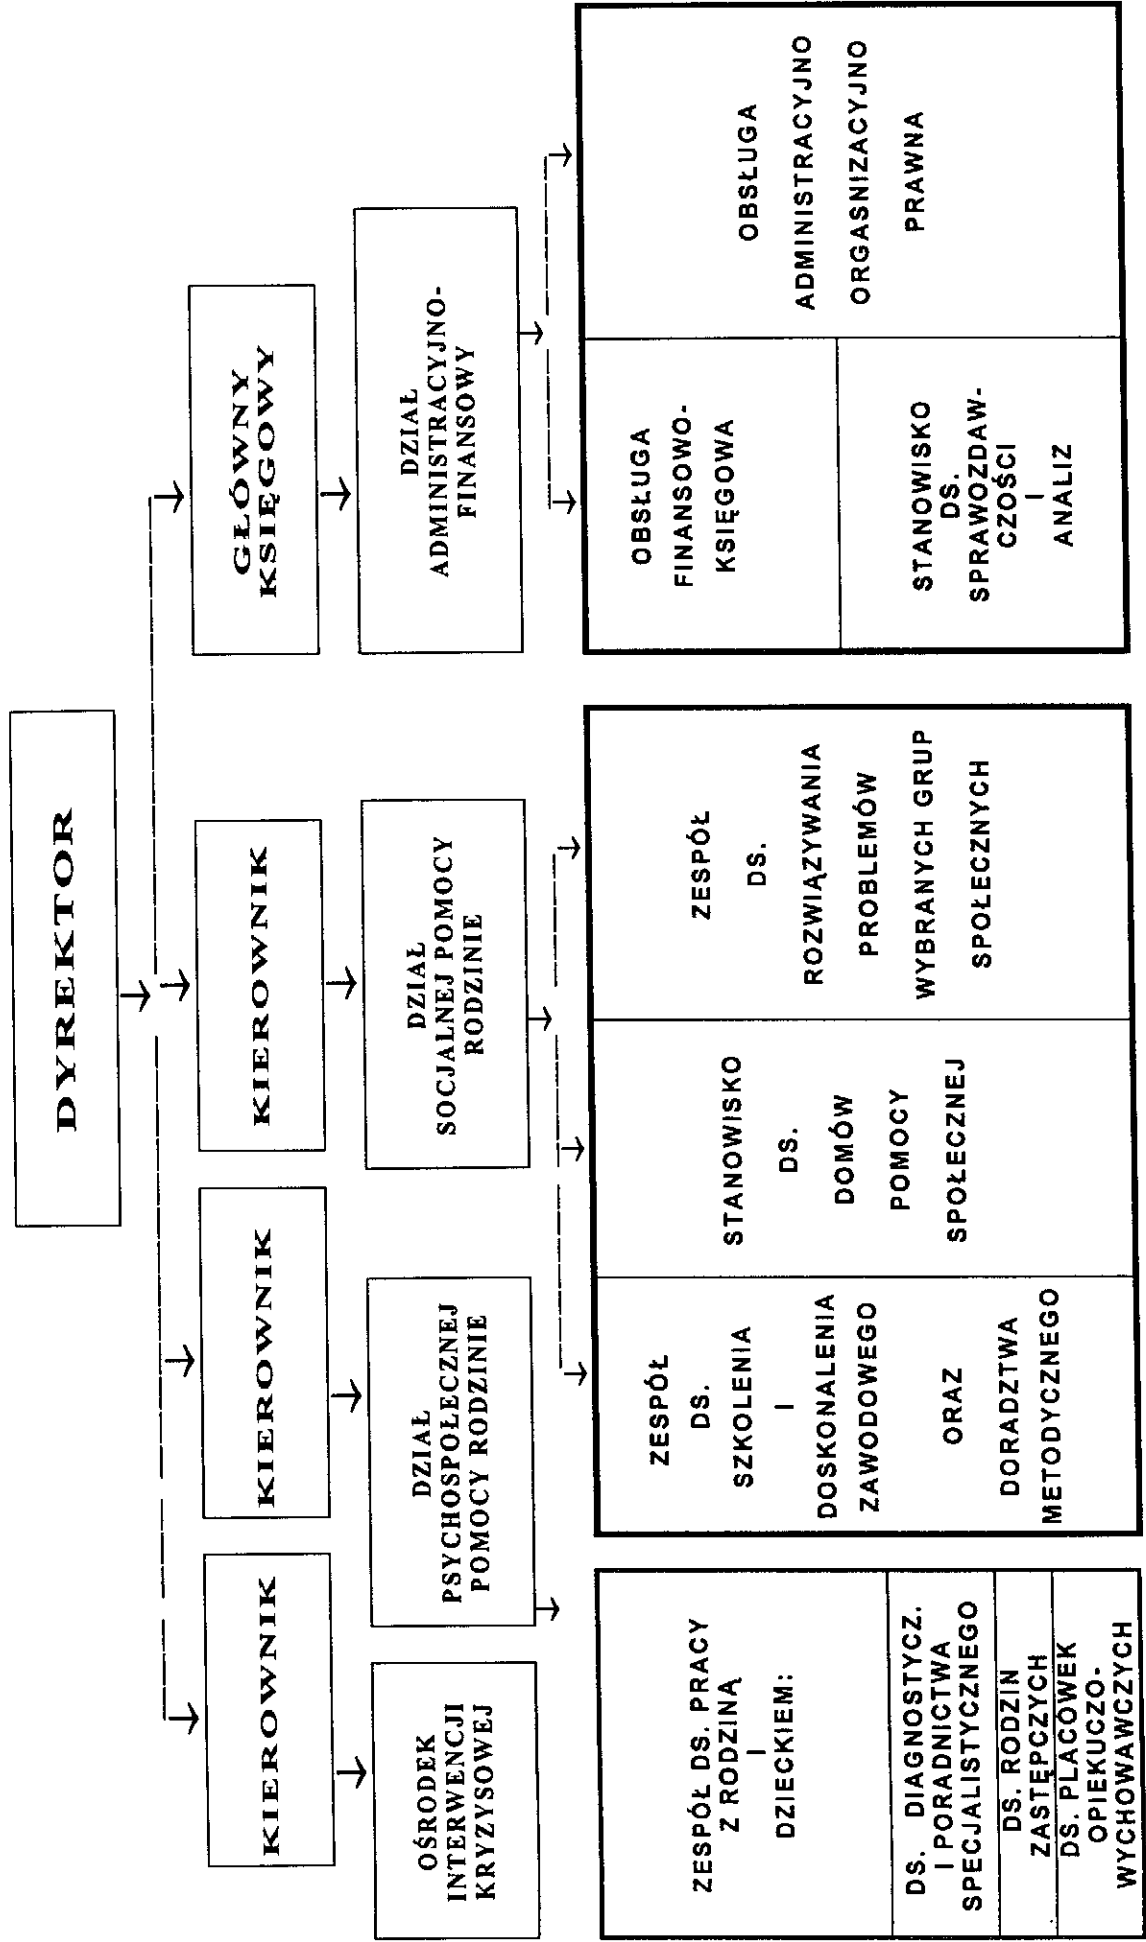 DYREKTOR
KIEROWNIK
KIEROWNIK
KIEROWNIK
GŁÓWNY
KSIĘGOWY
OŚRODEK
INTERWENCJI
KRYZYSOWEJ
DZIAŁ
PSYCHOSPOŁECZNEJ
POMOCY RODZINIE
DZIAŁ
SOCJALNEJ POMOCY
RODZINIE
DZIAŁ
ADMINISTRACYJNO-
FINANSOWY
ZESPÓŁ DS. PRACY
Z RODZINĄ
I
DZIECKIEM:
DS. DIAGNOSTYCZ.
I PORADNICTWA
SPECJALISTYCZNEGO
DS. RODZIN
ZASTĘPCZYCH
DS. PLACÓWEK
OPIEKUCZO-
WYCHOWAWCZYCH
ZESPÓŁ
DS.
SZKOLENIA
I
DOSKONALENIA
ZAWODOWEGO
ORAZ
DORADZTWA
METODYCZNEGO
STANOWISKO
DS.
DOMÓW
POMOCY
SPOŁECZNEJ
ZESPÓŁ
DS.
ROZWIĄZYWANIA
PROBLEMÓW
WYBRANYCH GRUP
SPOŁECZNYCH
OBSŁUGA
FINANSOWO-
KSIĘGOWA
STANOWISKO
DS.
SPRAWOZDAW-
CZOŚCI
I
ANALIZ
OBSŁUGA
ADMINISTRACYJNO
ORGASNIZACYJNO
PRAWNA